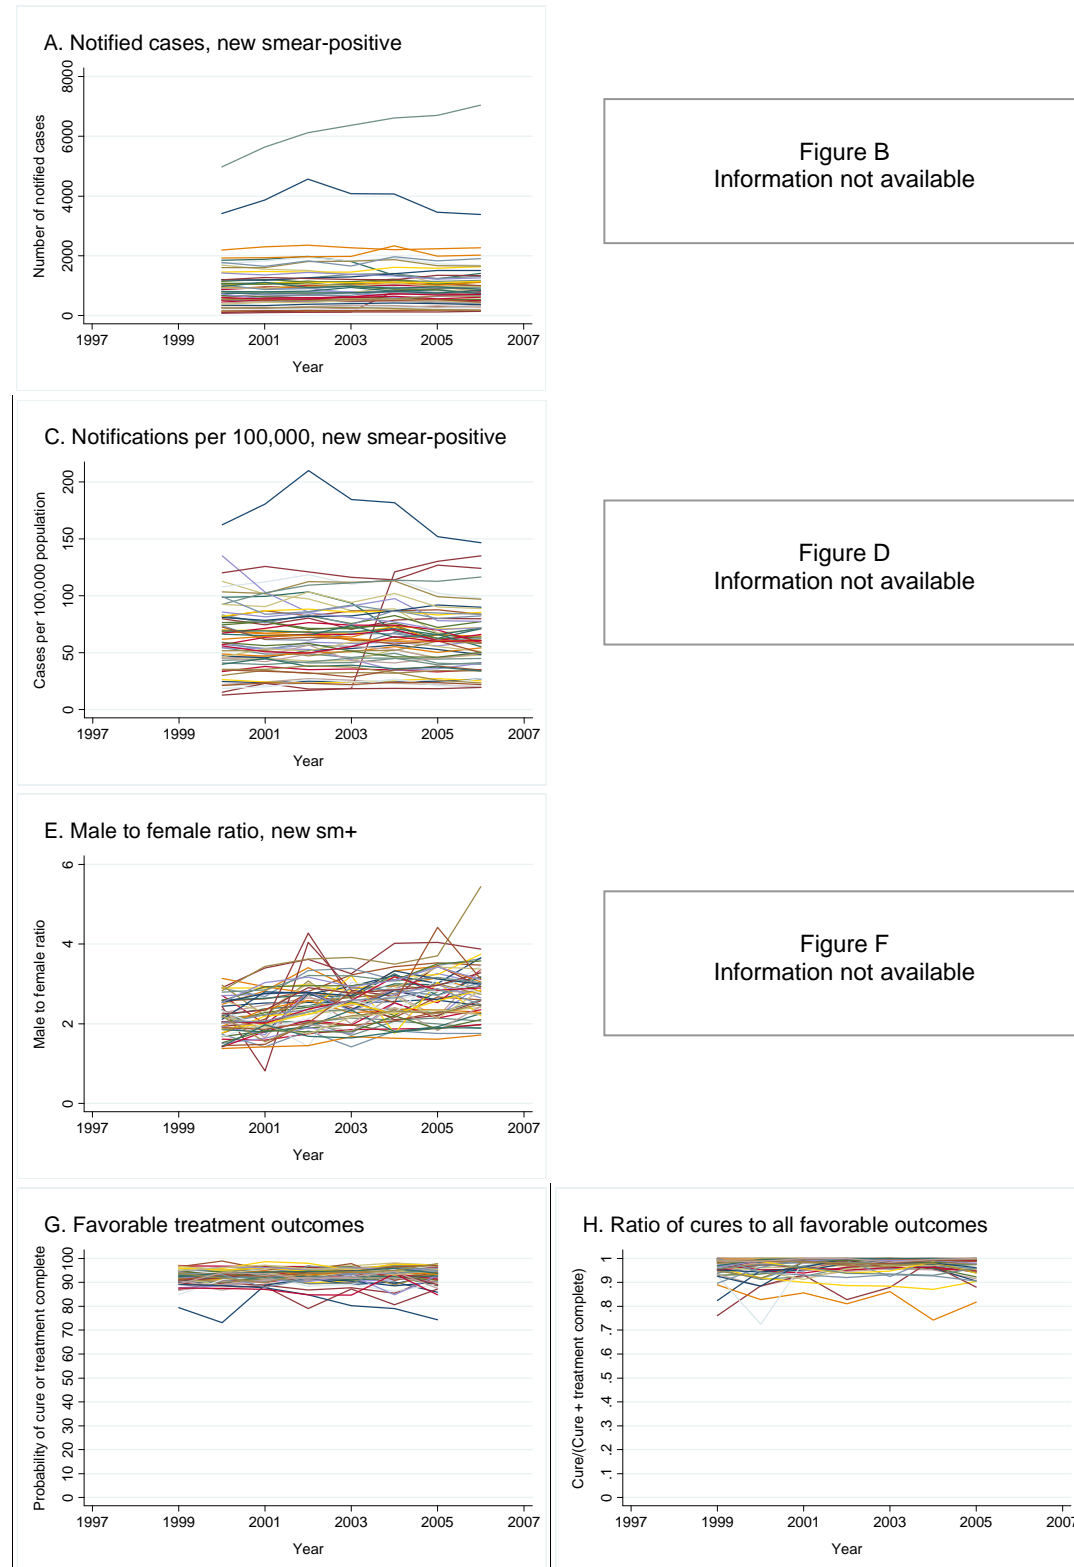 A. Notified cases, new smear-positive
Number of notified cases
8000
6000
4000
2000
0
1997 1999 2001 2003 2005 2007
Year
Figure B
Information not available
C. Notifications per 100,000, new smear-positive
Cases per 100,000 population
200
150
100
50
0
1997 1999 2001 2003 2005 2007
Year
Figure D
Information not available
E. Male to female ratio, new sm+
Male to female ratio
6
4
2
0
1997 1999 2001 2003 2005 2007
Year
Figure F
Information not available
G. Favorable treatment outcomes
Probability of cure or treatment complete
100
90
80
70
60
50
40
30
20
10
0
1997 1999 2001 2003 2005 2007
Year
H. Ratio of cures to all favorable outcomes
Cure/(Cure + treatment complete)
1
.9
.8
.7
.6
.5
.4
.3
.2
.1
0
1997 1999 2001 2003 2005 2007
Year